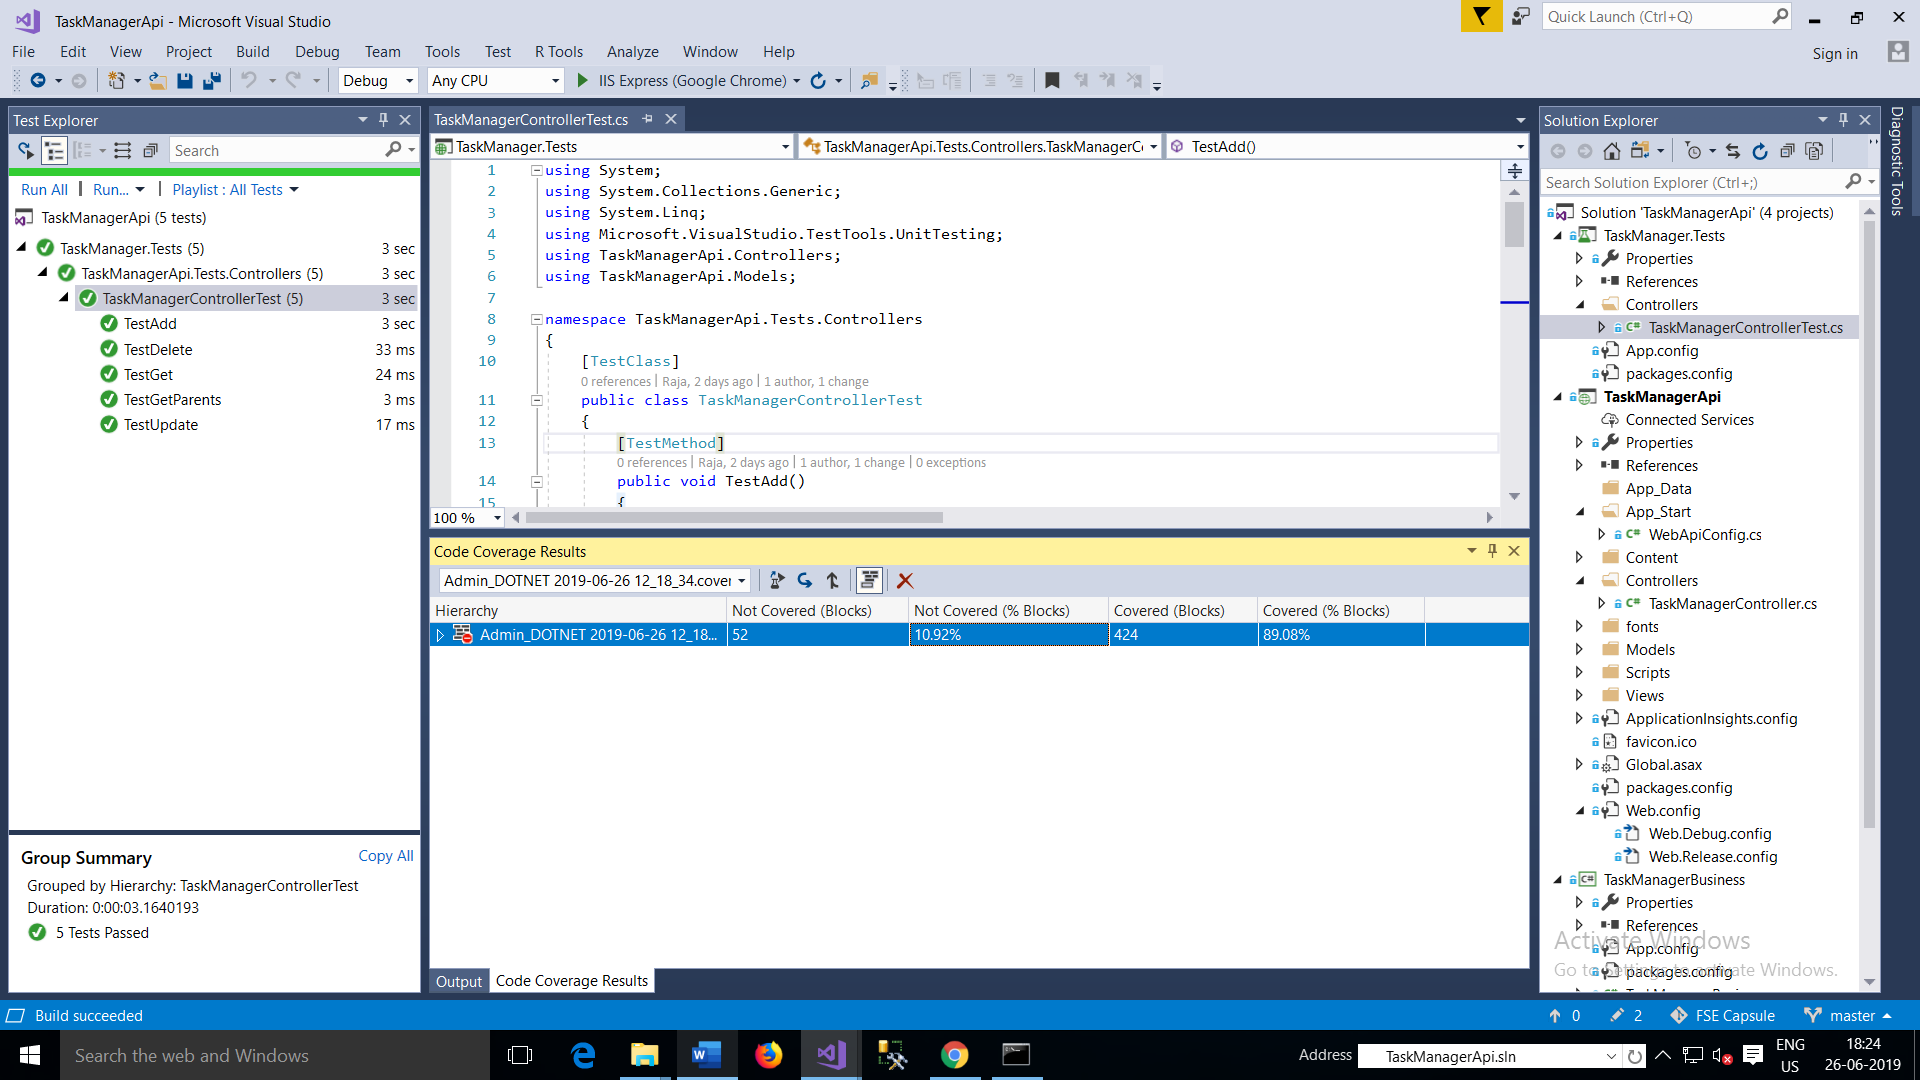 TaskManagerApi - Microsoft Visual Studio
Quick Launch (Ctrl+Q)
File Edit View Project Build Debug Team Tools Test R Tools Analyze Window Help
Sign in
Debug Any CPU IIS Express (Google Chrome)
Test Explorer
Search
Run All | Run... | Playlist : All Tests
TaskManagerApi (5 tests)
TaskManager.Tests (5) 3 sec
TaskManagerApi.Tests.Controllers (5) 3 sec
TaskManagerControllerTest (5) 3 sec
TestAdd 3 sec
TestDelete 33 ms
TestGet 24 ms
TestGetParents 3 ms
TestUpdate 17 ms
Group Summary Copy All
Grouped by Hierarchy: TaskManagerControllerTest
Duration: 0:00:03.1640193
5 Tests Passed
TaskManagerControllerTest.cs
TaskManager.Tests TaskManagerApi.Tests.Controllers.TaskManagerC TestAdd()
1 using System;
2 using System.Collections.Generic;
3 using System.Linq;
4 using Microsoft.VisualStudio.TestTools.UnitTesting;
5 using TaskManagerApi.Controllers;
6 using TaskManagerApi.Models;
7
8 namespace TaskManagerApi.Tests.Controllers
9 {
10 [TestClass]
0 references | Raja, 2 days ago | 1 author, 1 change
11 public class TaskManagerControllerTest
12 {
13 [TestMethod]
0 references | Raja, 2 days ago | 1 author, 1 change | 0 exceptions
14 public void TestAdd()
15 {
100 %
Code Coverage Results
Admin_DOTNET 2019-06-26 12_18_34.cover
Hierarchy Not Covered (Blocks) Not Covered (% Blocks) Covered (Blocks) Covered (% Blocks)
Admin_DOTNET 2019-06-26 12_18... 52 10.92% 424 89.08%
Output Code Coverage Results
Solution Explorer
Search Solution Explorer (Ctrl+;)
Solution 'TaskManagerApi' (4 projects)
TaskManager.Tests
Properties
References
Controllers
TaskManagerControllerTest.cs
App.config
packages.config
TaskManagerApi
Connected Services
Properties
References
App_Data
App_Start
WebApiConfig.cs
Content
Controllers
TaskManagerController.cs
fonts
Models
Scripts
Views
ApplicationInsights.config
favicon.ico
Global.asax
packages.config
Web.config
Web.Debug.config
Web.Release.config
TaskManagerBusiness
Properties
References
App.config
packages.config
Activate Windows
Go to Settings to activate Windows.
Diagnostic Tools
Build succeeded 0 2 FSE Capsule master
Search the web and Windows
Address TaskManagerApi.sln
ENG
US
18:24
26-06-2019